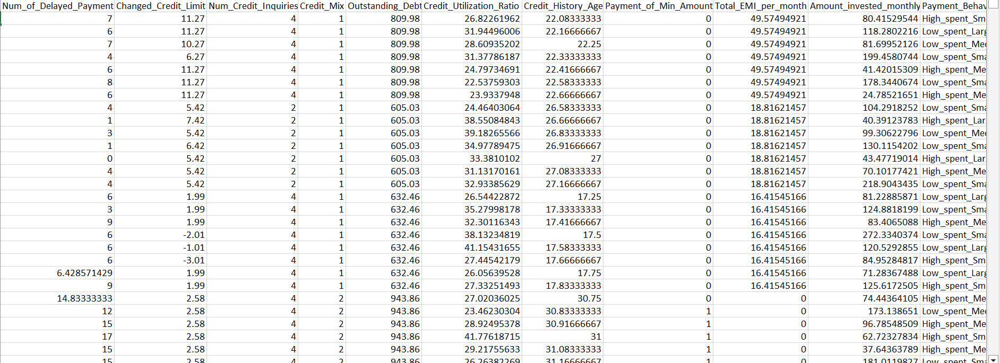 Num_of_Delayed_Payment Changed_Credit_Limit Num_Credit_Inquiries Credit_Mix Outstanding_Debt Credit_Utilization_Ratio Credit_History_Age Payment_of_Min_Amount Total_EMI_per_month Amount_invested_monthly Payment_Behav
7 11.27 4 1 809.98 26.82261962 22.08333333 0 49.57494921 80.41529544 High_spent_Sm
6 11.27 4 1 809.98 31.94496006 22.16666667 0 49.57494921 118.2802216 Low_spent_Larg
7 10.27 4 1 809.98 28.60935202 22.25 0 49.57494921 81.69952126 Low_spent_Med
4 6.27 4 1 809.98 31.37786187 22.33333333 0 49.57494921 199.4580744 Low_spent_Sma
6 11.27 4 1 809.98 24.79734691 22.41666667 0 49.57494921 41.42015309 High_spent_Me
8 11.27 4 1 809.98 22.53759303 22.58333333 0 49.57494921 178.3440674 Low_spent_Sma
6 11.27 4 1 809.98 23.9337948 22.66666667 0 49.57494921 24.78521651 High_spent_Me
4 5.42 2 1 605.03 24.46403064 26.58333333 0 18.81621457 104.2918252 Low_spent_Sma
1 7.42 2 1 605.03 38.55084843 26.66666667 0 18.81621457 40.39123783 High_spent_Lar
3 5.42 2 1 605.03 39.18265566 26.83333333 0 18.81621457 99.30622796 Low_spent_Med
1 6.42 2 1 605.03 34.97789475 26.91666667 0 18.81621457 130.1154202 Low_spent_Sma
0 5.42 2 1 605.03 33.3810102 27 0 18.81621457 43.47719014 High_spent_Lar
4 5.42 2 1 605.03 31.13170161 27.08333333 0 18.81621457 70.10177421 High_spent_Me
4 5.42 2 1 605.03 32.93385629 27.16666667 0 18.81621457 218.9043435 Low_spent_Sma
6 1.99 4 1 632.46 26.54422872 17.25 0 16.41545166 81.22885871 Low_spent_Larg
3 1.99 4 1 632.46 35.27998178 17.33333333 0 16.41545166 124.8818199 Low_spent_Sma
9 1.99 4 1 632.46 32.30116343 17.41666667 0 16.41545166 83.4065088 High_spent_Me
6 -2.01 4 1 632.46 38.13234819 17.5 0 16.41545166 272.3340374 Low_spent_Sma
6 -1.01 4 1 632.46 41.15431655 17.58333333 0 16.41545166 120.5292855 Low_spent_Larg
6 -3.01 4 1 632.46 27.44542179 17.66666667 0 16.41545166 84.95284817 High_spent_Sm
6.428571429 1.99 4 1 632.46 26.05639528 17.75 0 16.41545166 71.28367488 Low_spent_Larg
9 1.99 4 1 632.46 27.33251493 17.83333333 0 16.41545166 125.6172505 High_spent_Sm
14.83333333 2.58 4 2 943.86 27.02036025 30.75 0 0 74.44364105 High_spent_Me
12 2.58 4 2 943.86 23.46230304 30.83333333 1 0 173.138651 Low_spent_Med
15 2.58 4 2 943.86 28.92495378 30.91666667 1 0 96.78548509 High_spent_Me
17 2.58 4 2 943.86 41.77618715 31 1 0 62.72327834 High_spent_Sm
15 2.58 4 2 943.86 29.21755633 31.08333333 1 0 37.64363789 High_spent_Me
15 2.58 4 2 943.86 26.26382269 31.16666667 1 0 181.0119827 Low_spent_Sma